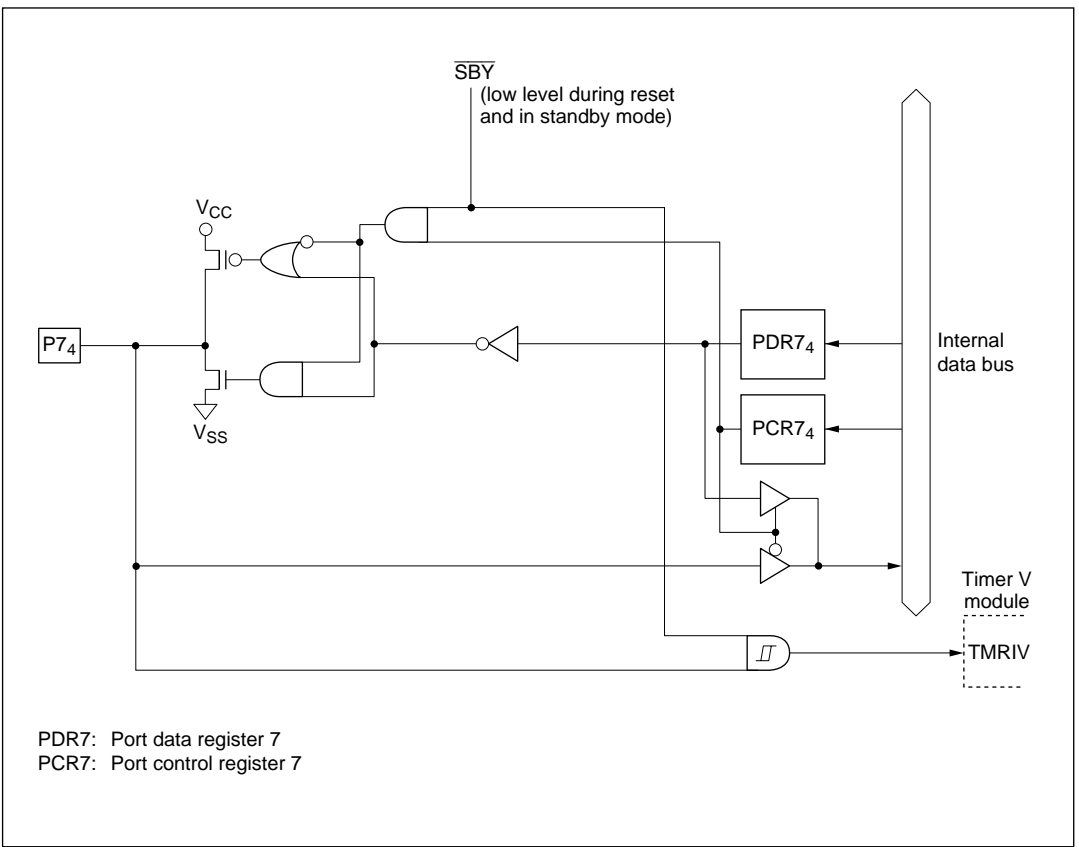 SBY
(low level during reset
and in standby mode)
VCC
P74
VSS
PDR74
PCR74
Internal
data bus
Timer V
module
TMRIV
PDR7: Port data register 7
PCR7: Port control register 7